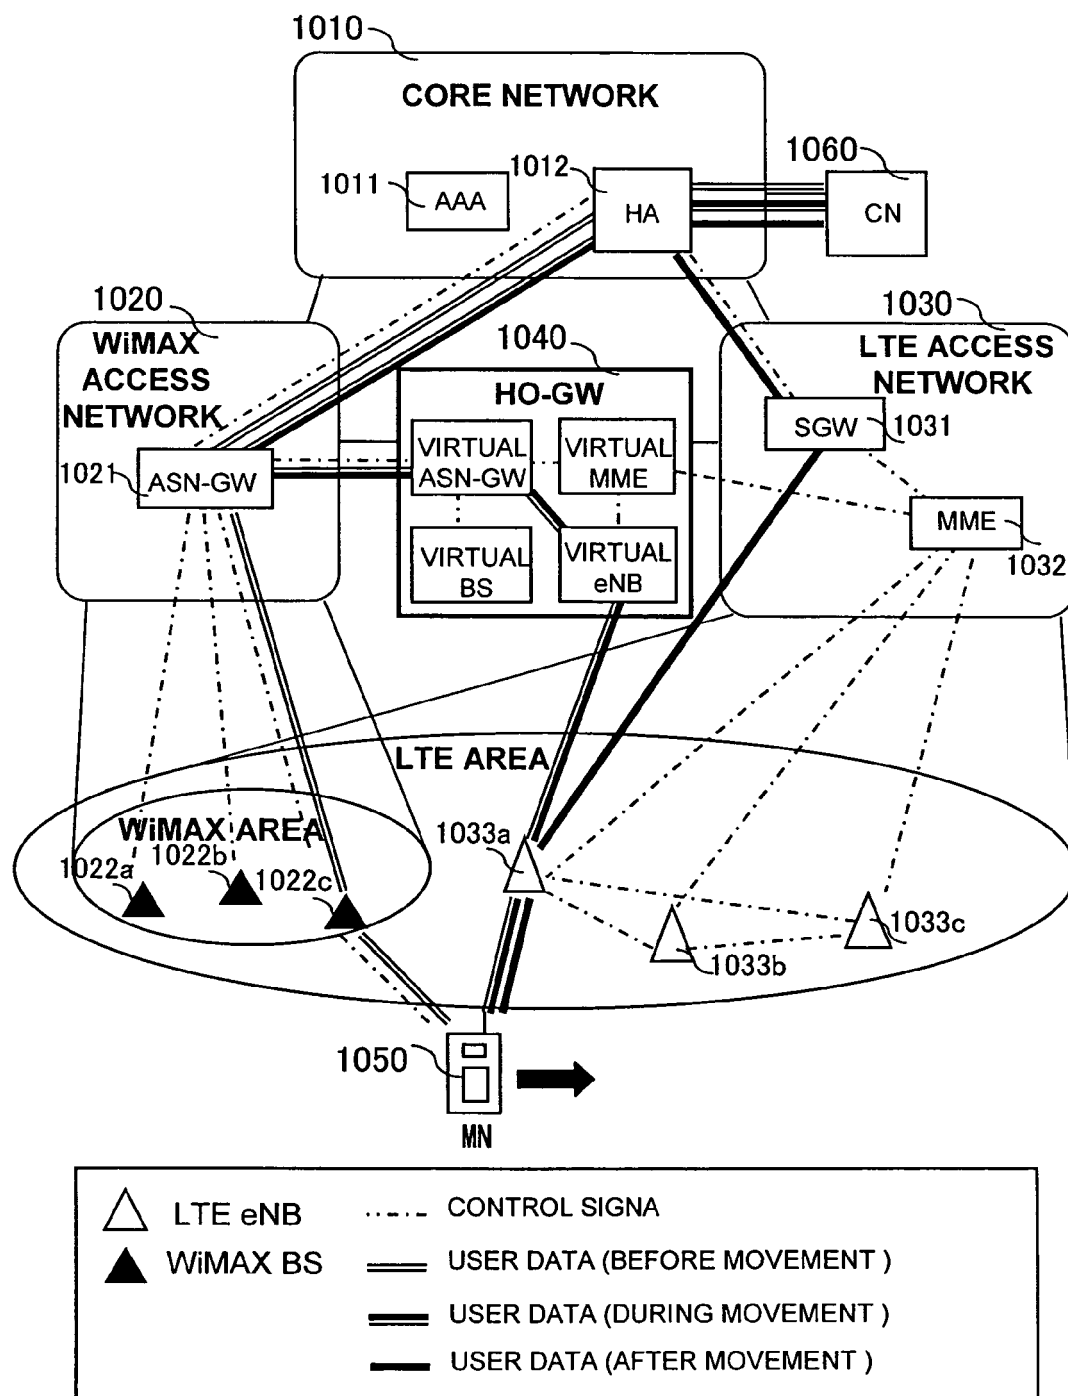 1010
CORE NETWORK
1011
AAA
1012
HA
1060
CN
1020
WiMAX
ACCESS
NETWORK
1021
ASN-GW
1040
HO-GW
VIRTUAL
ASN-GW
VIRTUAL
MME
VIRTUAL
BS
VIRTUAL
eNB
1030
LTE ACCESS
NETWORK
SGW
1031
MME
1032
LTE AREA
WiMAX AREA
1022a
1022b
1022c
1033a
1033b
1033c
1050
MN
LTE eNB
WiMAX BS
CONTROL SIGNA
USER DATA (BEFORE MOVEMENT )
USER DATA (DURING MOVEMENT )
USER DATA (AFTER MOVEMENT )